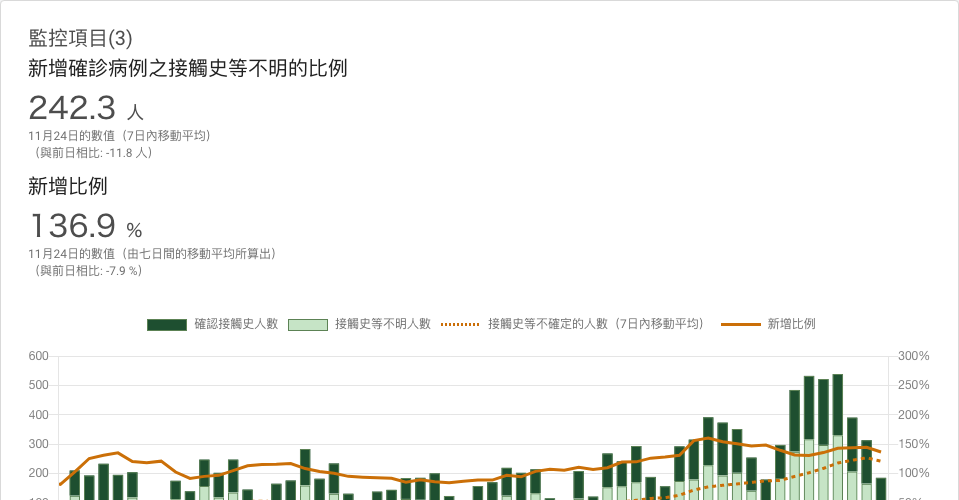 監控項目(3)
新增確診病例之接觸史等不明的比例
242.3 人
11月24日的數值（7日內移動平均）
（與前日相比: -11.8 人）
新增比例
136.9 %
11月24日的數值（由七日間的移動平均所算出）
（與前日相比: -7.9 %）
確認接觸史人數 接觸史等不明人數 接觸史等不確定的人數（7日內移動平均） 新增比例
600 300%
500 250%
400 200%
300 150%
200 100%